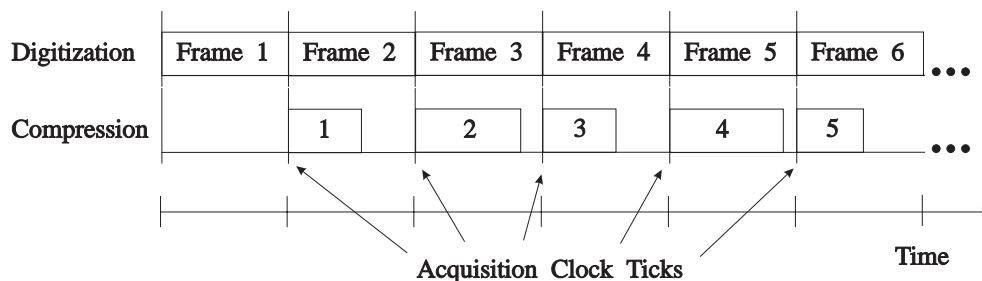 Digitization Frame 1 Frame 2 Frame 3 Frame 4 Frame 5 Frame 6 •••
Compression 1 2 3 4 5 •••
Time
Acquisition Clock Ticks